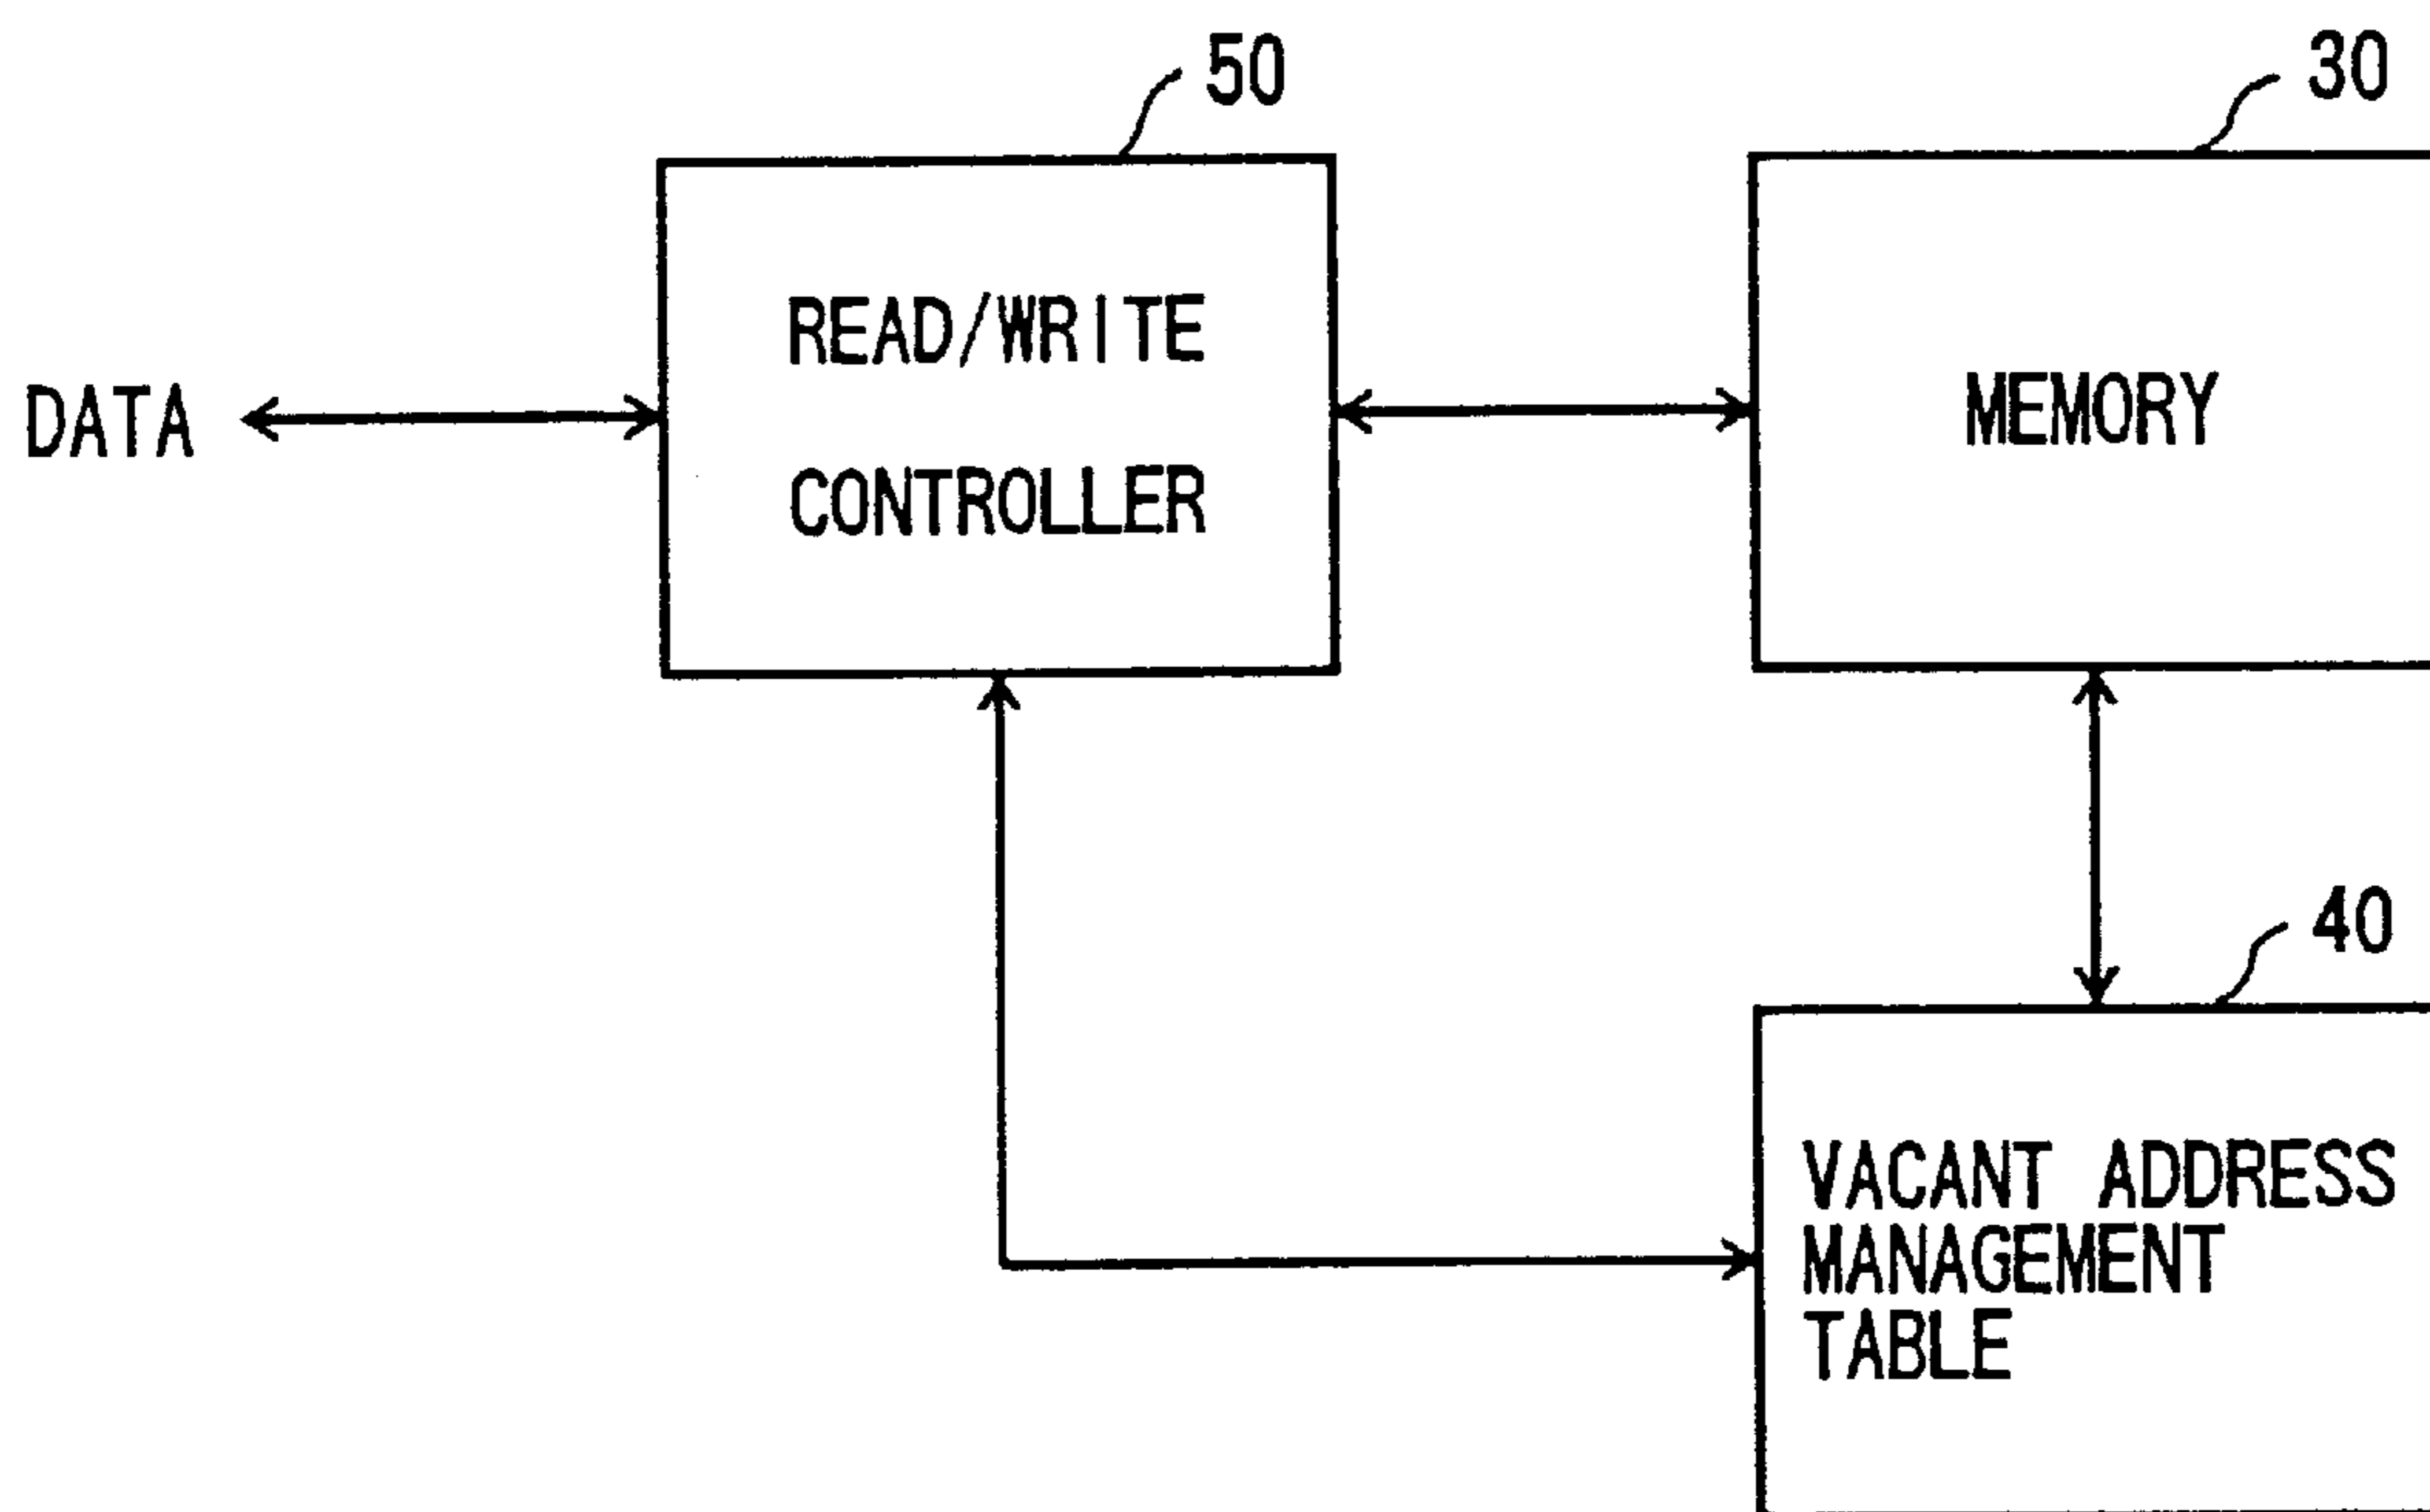 50
30
READ/WRITE
CONTROLLER
DATA
MEMORY
40
VACANT ADDRESS
MANAGEMENT
TABLE